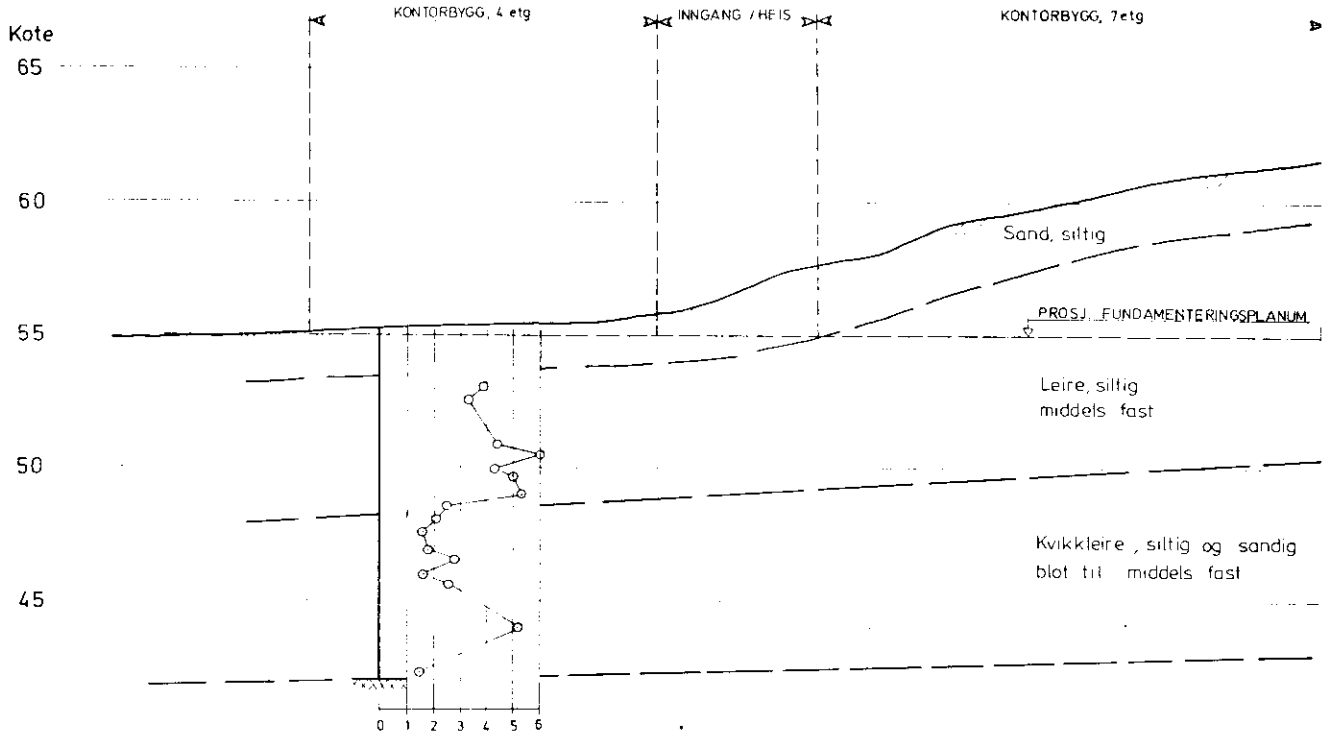 KONTORBYGG, 4 etg
INNGANG / HEIS
KONTORBYGG, 7etg
Kote
65
60
Sand, siltig
55
PROSJ. FUNDAMENTERINGSPLANUM
Leire, siltig
middels fast
50
Kvikkleire, siltig og sandig
bløt til middels fast
45
0 1 2 3 4 5 6